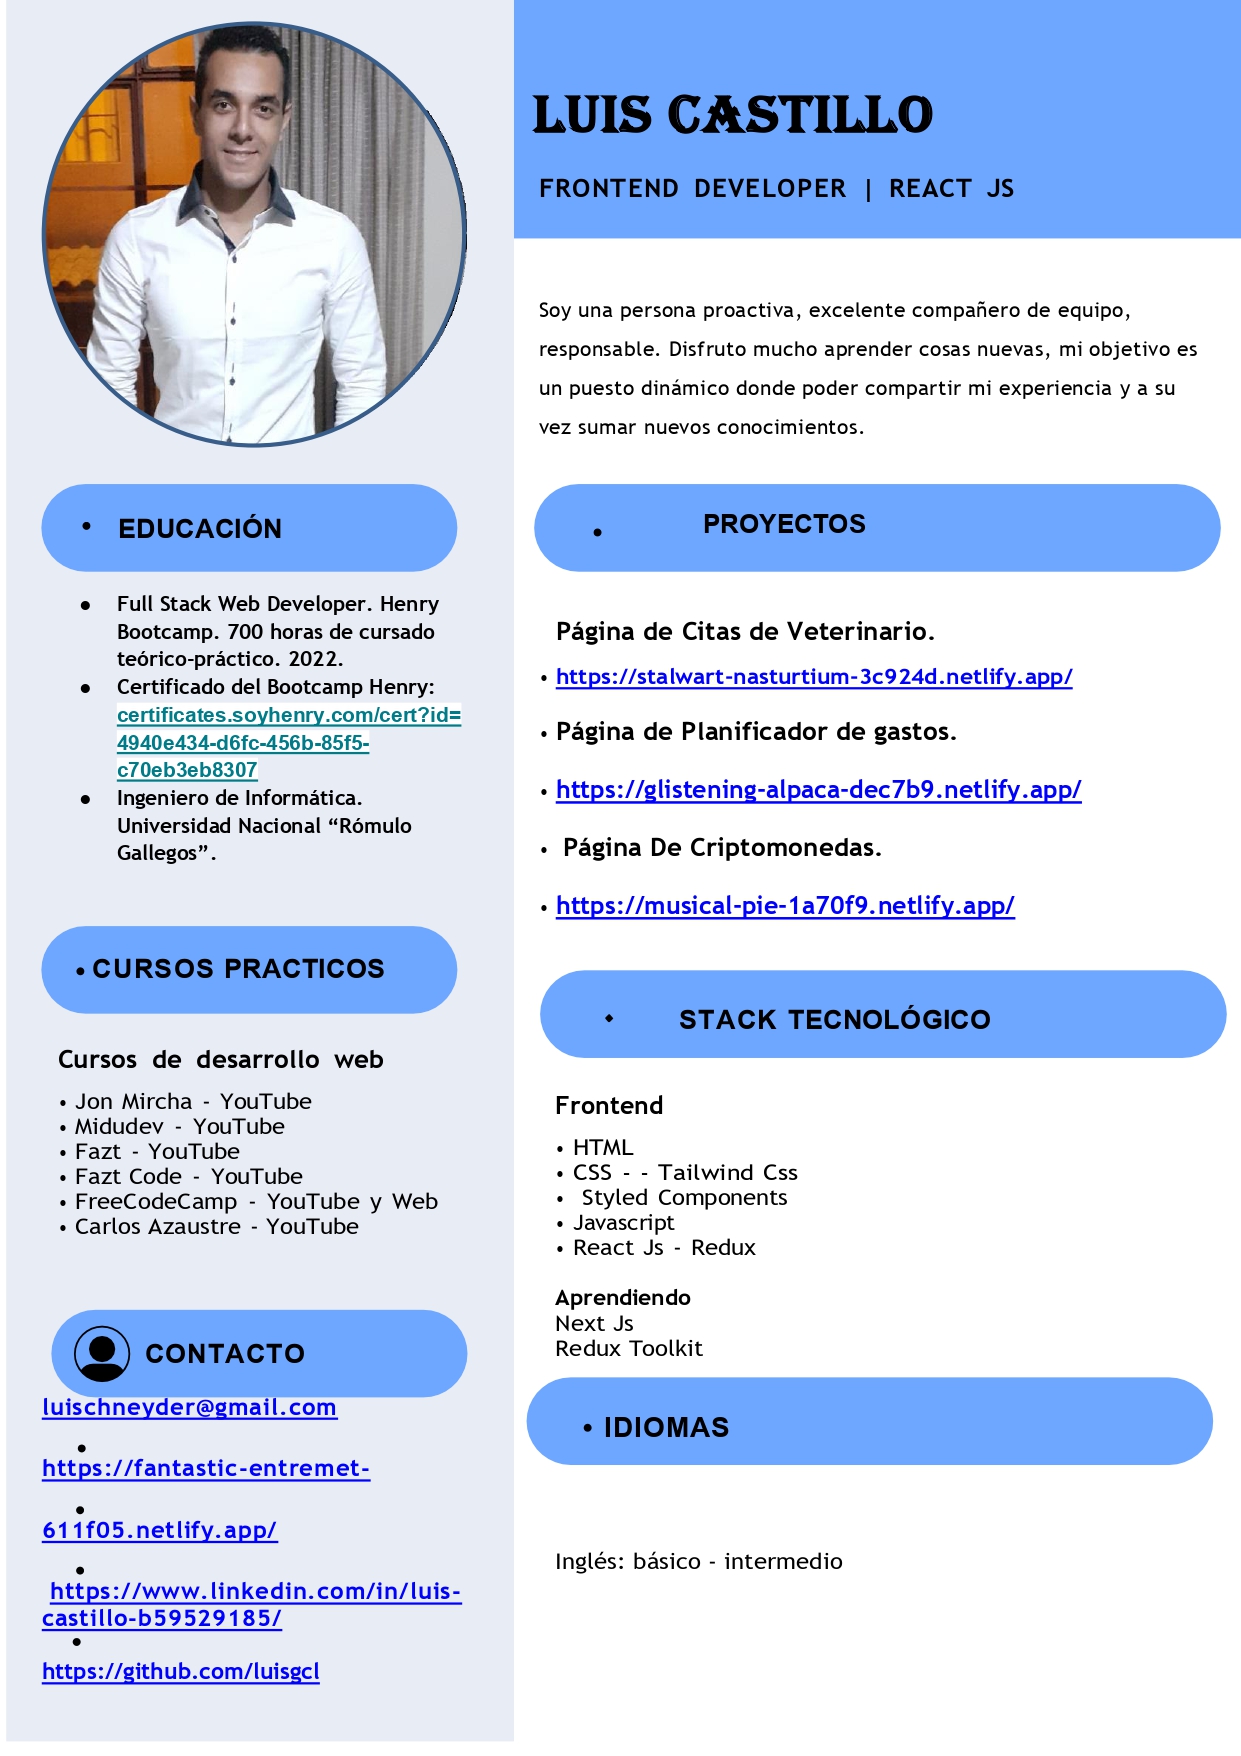 LUIS CASTILLO
FRONTEND DEVELOPER | REACT JS
Soy una persona proactiva, excelente compañero de equipo,
responsable. Disfruto mucho aprender cosas nuevas, mi objetivo es
un puesto dinámico donde poder compartir mi experiencia y a su
vez sumar nuevos conocimientos.
• EDUCACIÓN
● Full Stack Web Developer. Henry
Bootcamp. 700 horas de cursado
teórico-práctico. 2022.
● Certificado del Bootcamp Henry:
certificates.soyhenry.com/cert?id=
4940e434-d6fc-456b-85f5-
c70eb3eb8307
● Ingeniero de Informática.
Universidad Nacional “Rómulo
Gallegos”.
• CURSOS PRACTICOS
Cursos de desarrollo web
• Jon Mircha - YouTube
• Midudev - YouTube
• Fazt - YouTube
• Fazt Code - YouTube
• FreeCodeCamp - YouTube y Web
• Carlos Azaustre - YouTube
CONTACTO
luischneyder@gmail.com
•
https://fantastic-entremet-
•
611f05.netlify.app/
•
https://www.linkedin.com/in/luis-
castillo-b59529185/
•
https://github.com/luisgcl
• PROYECTOS
Página de Citas de Veterinario.
• https://stalwart-nasturtium-3c924d.netlify.app/
• Página de Planificador de gastos.
• https://glistening-alpaca-dec7b9.netlify.app/
• Página De Criptomonedas.
• https://musical-pie-1a70f9.netlify.app/
⬥ STACK TECNOLÓGICO
Frontend
• HTML
• CSS - - Tailwind Css
• Styled Components
• Javascript
• React Js - Redux
Aprendiendo
Next Js
Redux Toolkit
• IDIOMAS
Inglés: básico - intermedio